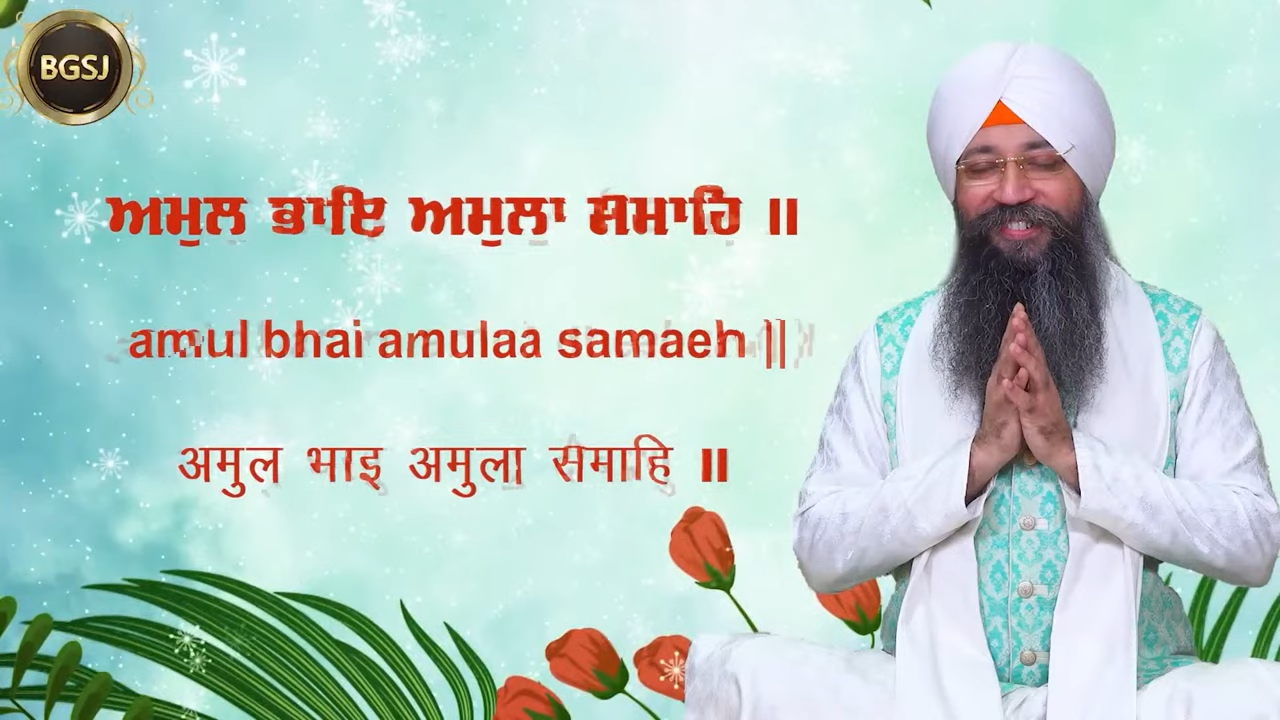 BGSJ
ਅਮੁਲ ਭਾਇ ਅਮੁਲਾ ਸਮਾਹਿ ॥
amul bhai amulaa samaeh ||
अमुल भाइ अमुला समाहि ॥